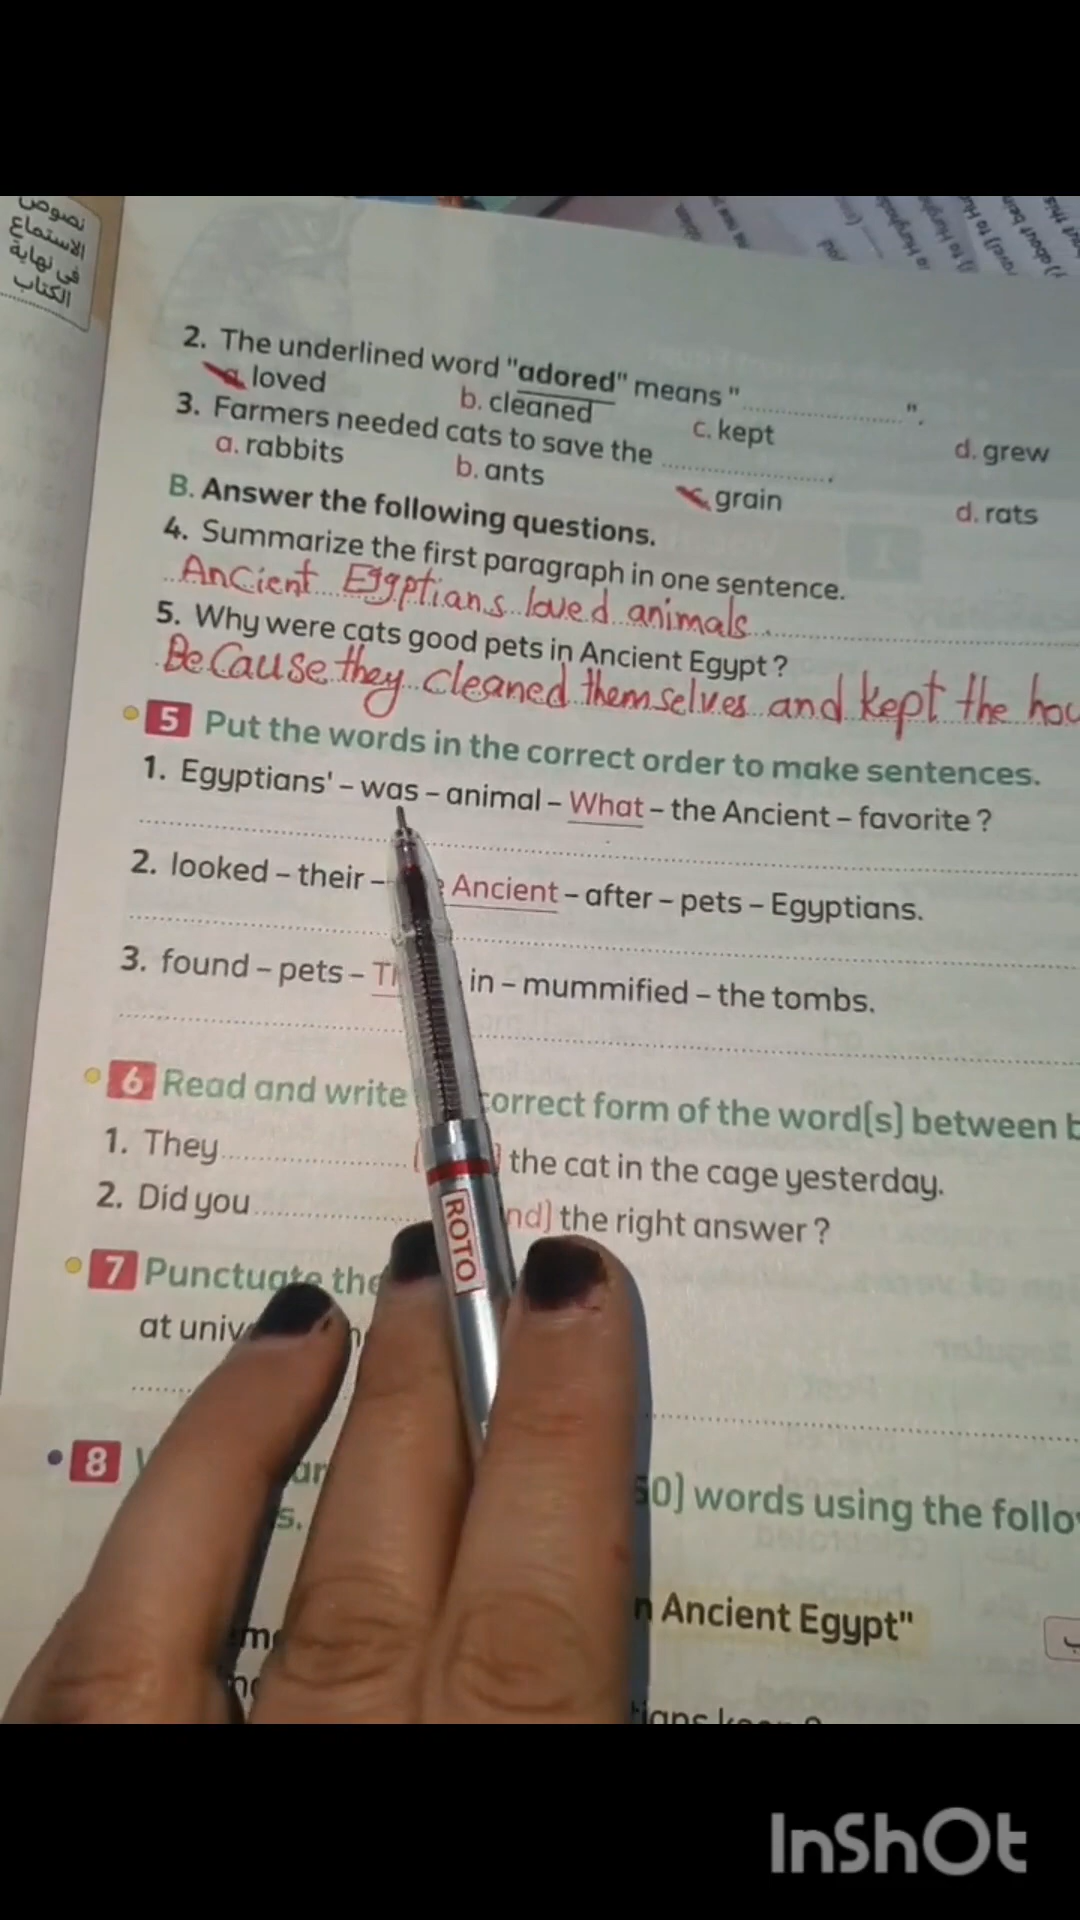 نصوص
الاستماع
في نهاية
الكتاب
2. The underlined word "adored" means "..................".
a. loved b. cleaned c. kept d. grew
3. Farmers needed cats to save the ..................
a. rabbits b. ants c. grain d. rats
B. Answer the following questions.
4. Summarize the first paragraph in one sentence.
Ancient Egyptians loved animals
5. Why were cats good pets in Ancient Egypt?
Because they cleaned themselves and kept the
5 Put the words in the correct order to make sentences.
1. Egyptians' – was – animal – What – the Ancient – favorite ?
2. looked – their – Ancient – after – pets – Egyptians.
3. found – pets – in – mummified – the tombs.
6 Read and write correct form of the word(s) between
1. They .................. the cat in the cage yesterday.
2. Did you .................. the right answer ?
7 Punctuate the
at
8 words using the
Ancient Egypt"
ROTO
InShOt